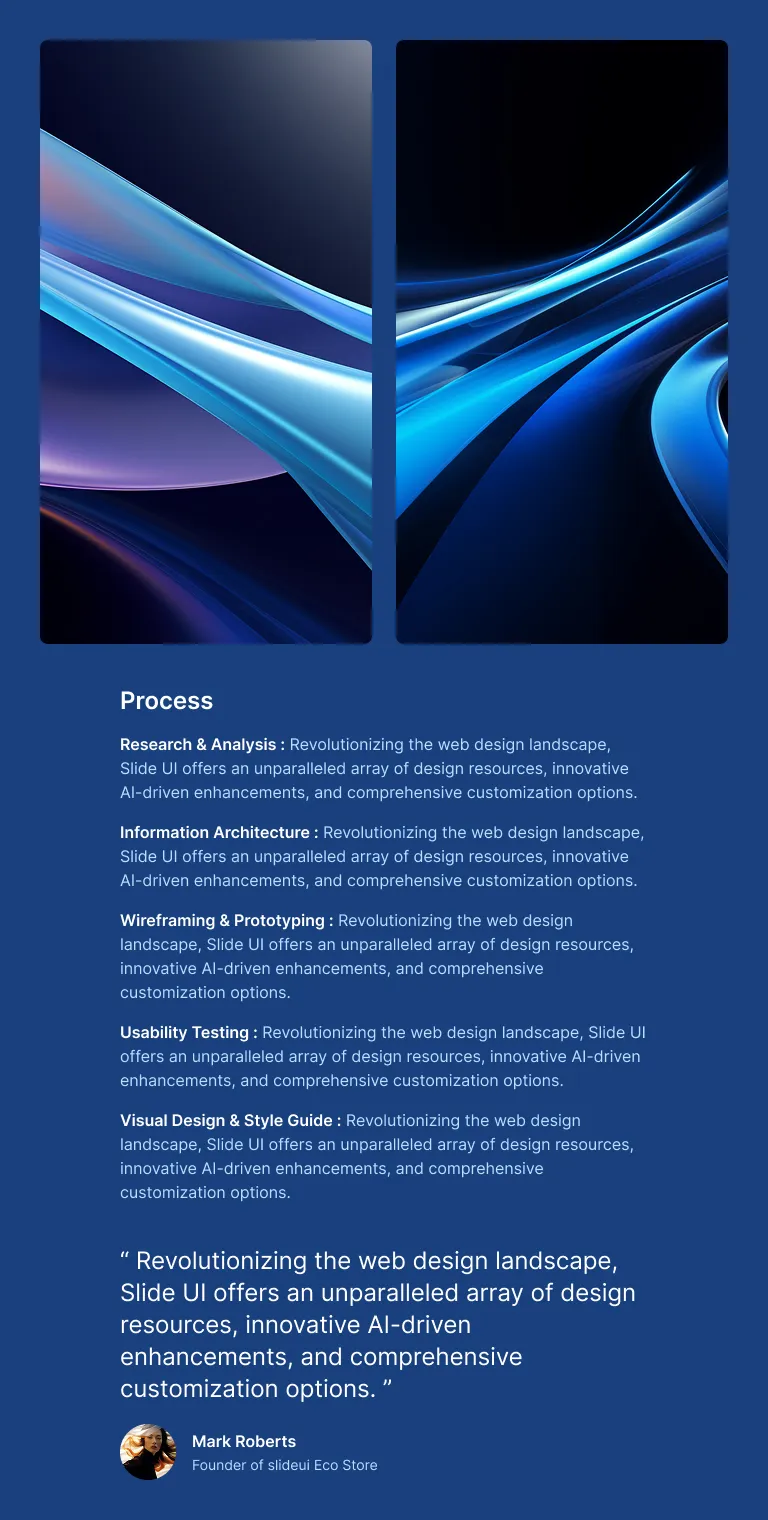 Process
Research & Analysis : Revolutionizing the web design landscape,
Slide UI offers an unparalleled array of design resources, innovative
AI-driven enhancements, and comprehensive customization options.
Information Architecture : Revolutionizing the web design landscape,
Slide UI offers an unparalleled array of design resources, innovative
AI-driven enhancements, and comprehensive customization options.
Wireframing & Prototyping : Revolutionizing the web design
landscape, Slide UI offers an unparalleled array of design resources,
innovative AI-driven enhancements, and comprehensive
customization options.
Usability Testing : Revolutionizing the web design landscape, Slide UI
offers an unparalleled array of design resources, innovative AI-driven
enhancements, and comprehensive customization options.
Visual Design & Style Guide : Revolutionizing the web design
landscape, Slide UI offers an unparalleled array of design resources,
innovative AI-driven enhancements, and comprehensive
customization options.
“ Revolutionizing the web design landscape,
Slide UI offers an unparalleled array of design
resources, innovative AI-driven
enhancements, and comprehensive
customization options. ”
Mark Roberts
Founder of slideui Eco Store